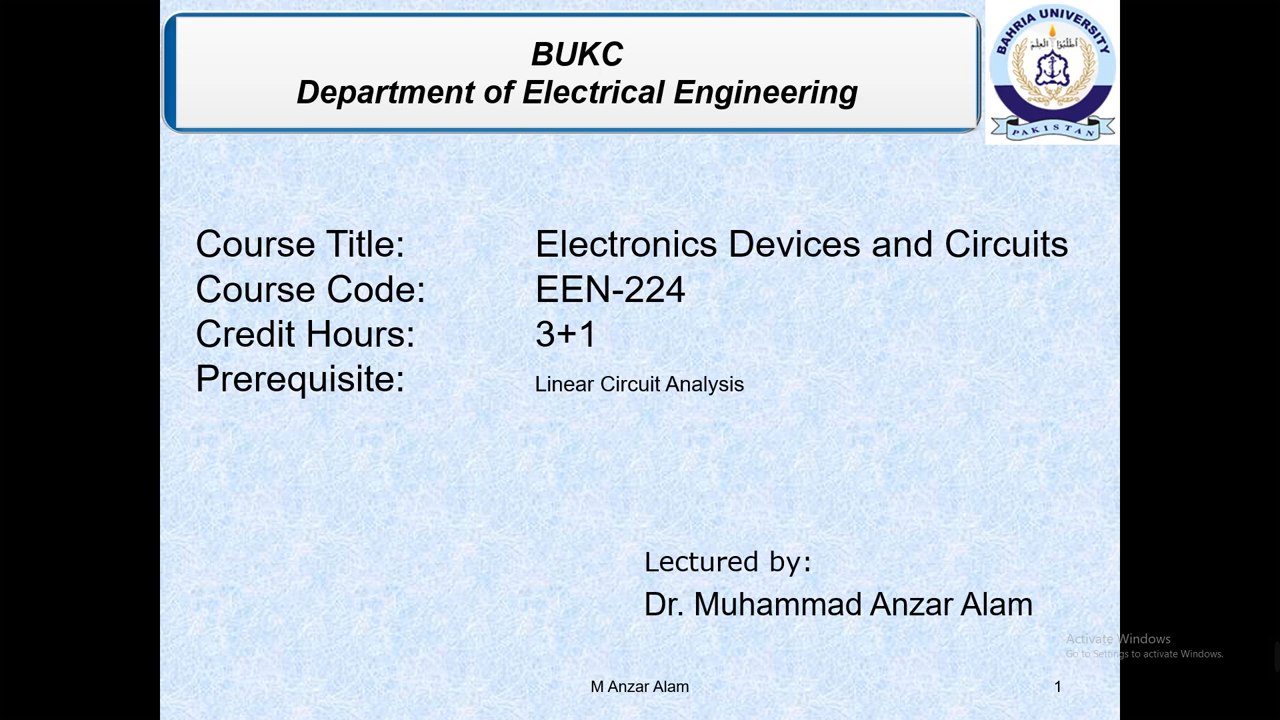 BUKC
Department of Electrical Engineering
BAHRIA UNIVERSITY
PAKISTAN
Course Title: Electronics Devices and Circuits
Course Code: EEN-224
Credit Hours: 3+1
Prerequisite: Linear Circuit Analysis
Lectured by:
Dr. Muhammad Anzar Alam
Activate Windows
Go to Settings to activate Windows.
M Anzar Alam 1